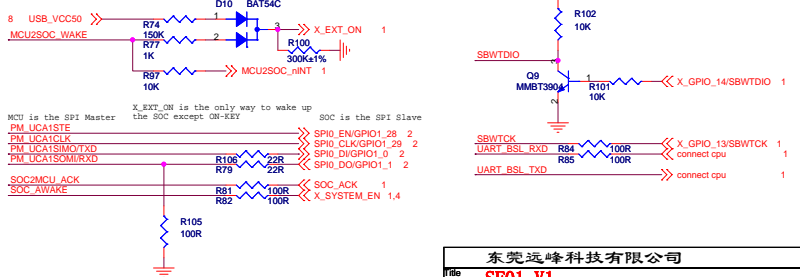 D10 BAT54C
8 USB_VCC50
R74
150K
1
MCU2SOC_WAKE
R77
1K
2
3
X_EXT_ON 1
R100
300K±1%
R97
10K
MCU2SOC_nINT 1
X_EXT_ON is the only way to wake up
the SOC except ON-KEY
MCU is the SPI Master
SOC is the SPI Slave
PM_UCA1STE
SPI0_EN/GPIO1_28 2
PM_UCA1CLK
SPI0_CLK/GPIO1_29 2
PM_UCA1SIMO/TXD
SPI0_DI/GPIO1_0 2
PM_UCA1SOMI/RXD
R106 22R
SPI0_DO/GPIO1_1 2
R79 22R
SOC2MCU_ACK
SOC_ACK 1
SOC_AWAKE
R81 100R
X_SYSTEM_EN 1,4
R82 100R
R105
100R
R102
10K
SBWTDIO
3
Q9
MMBT3904
1
2
R101
10K
X_GPIO_14/SBWTDIO 1
SBWTCK
X_GPIO_13/SBWTCK 1
UART_BSL_RXD
R84 100R
connect cpu 1
R85 100R
UART_BSL_TXD
connect cpu 1
东莞远峰科技有限公司
Title